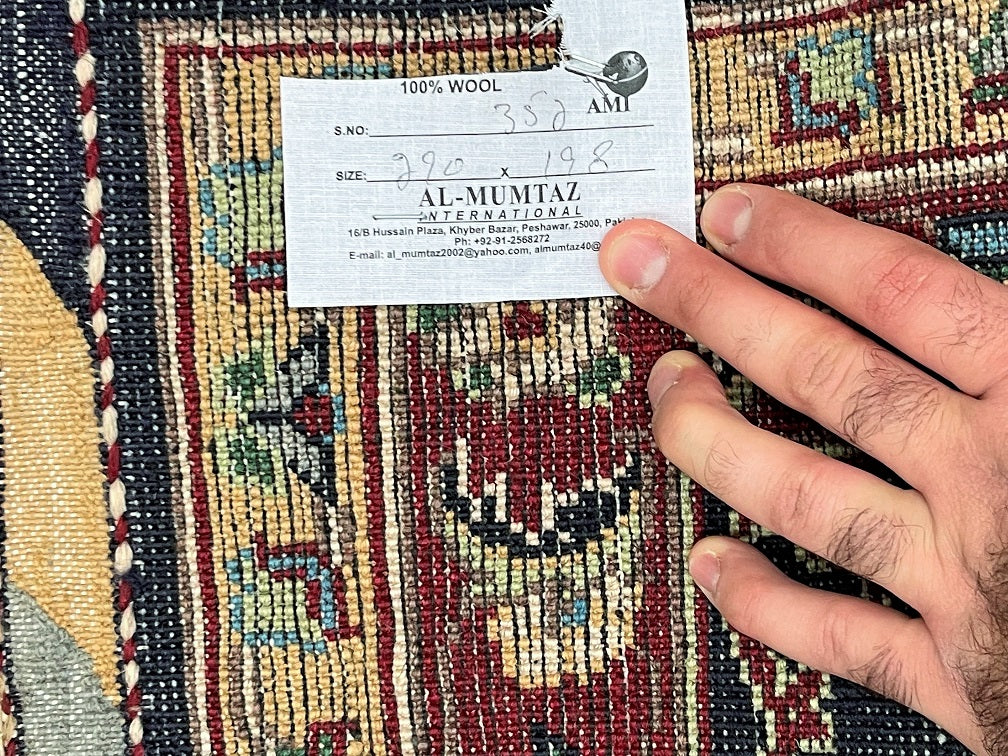 100% WOOL
AMI
S.NO: 352
SIZE: 290 x 198
AL-MUMTAZ
INTERNATIONAL
16/B Hussain Plaza, Khyber Bazar, Peshawar, 25000,
Ph: +92-91-2568272
E-mail: al_mumtaz2002@yahoo.com, almumtaz40@